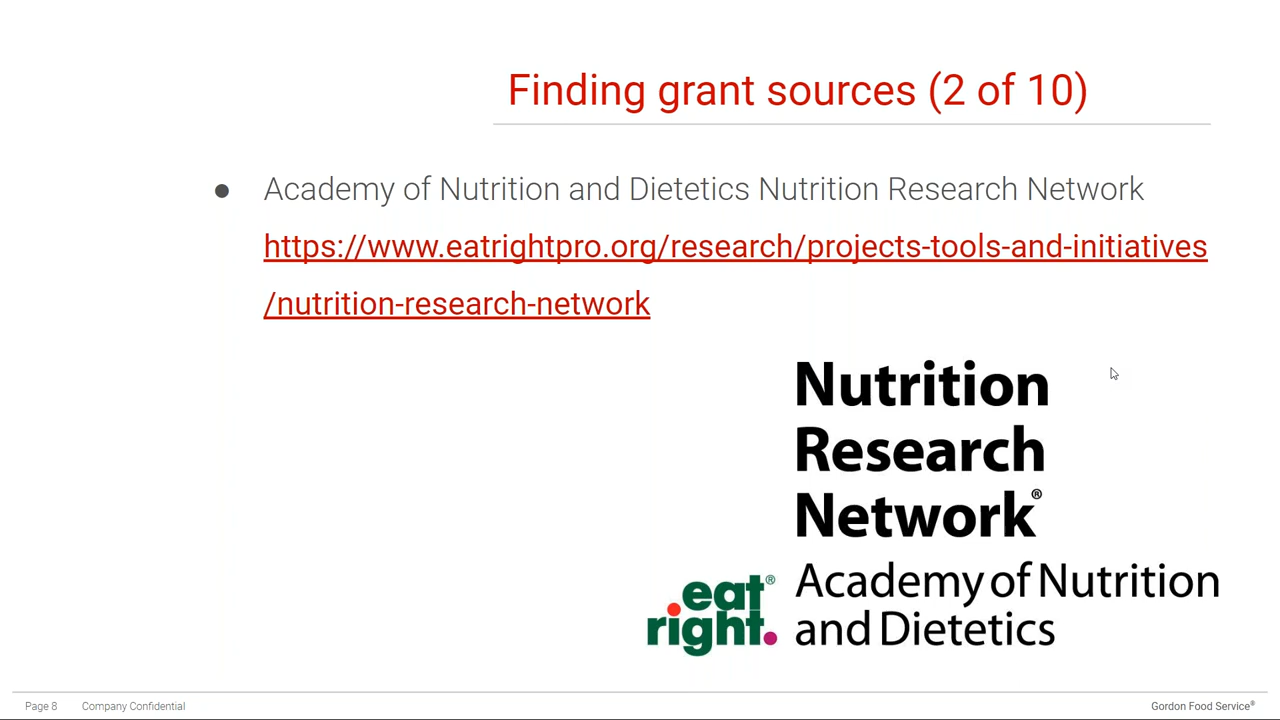 Finding grant sources (2 of 10)
● Academy of Nutrition and Dietetics Nutrition Research Network
https://www.eatrightpro.org/research/projects-tools-and-initiatives
/nutrition-research-network
Nutrition
Research
Network®
eat®
right.
Academy of Nutrition
and Dietetics
Page 8 Company Confidential Gordon Food Service®